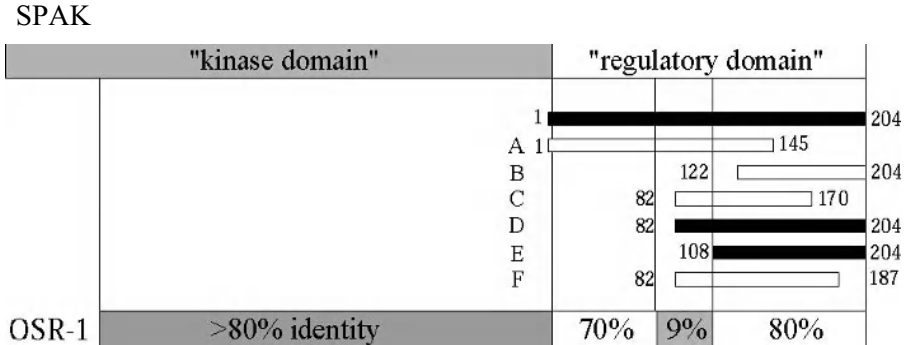 SPAK
"kinase domain" "regulatory domain"
1 204
A 1 145
B 122 204
C 82 170
D 82 204
E 108 204
F 82 187
OSR-1 >80% identity 70% 9% 80%